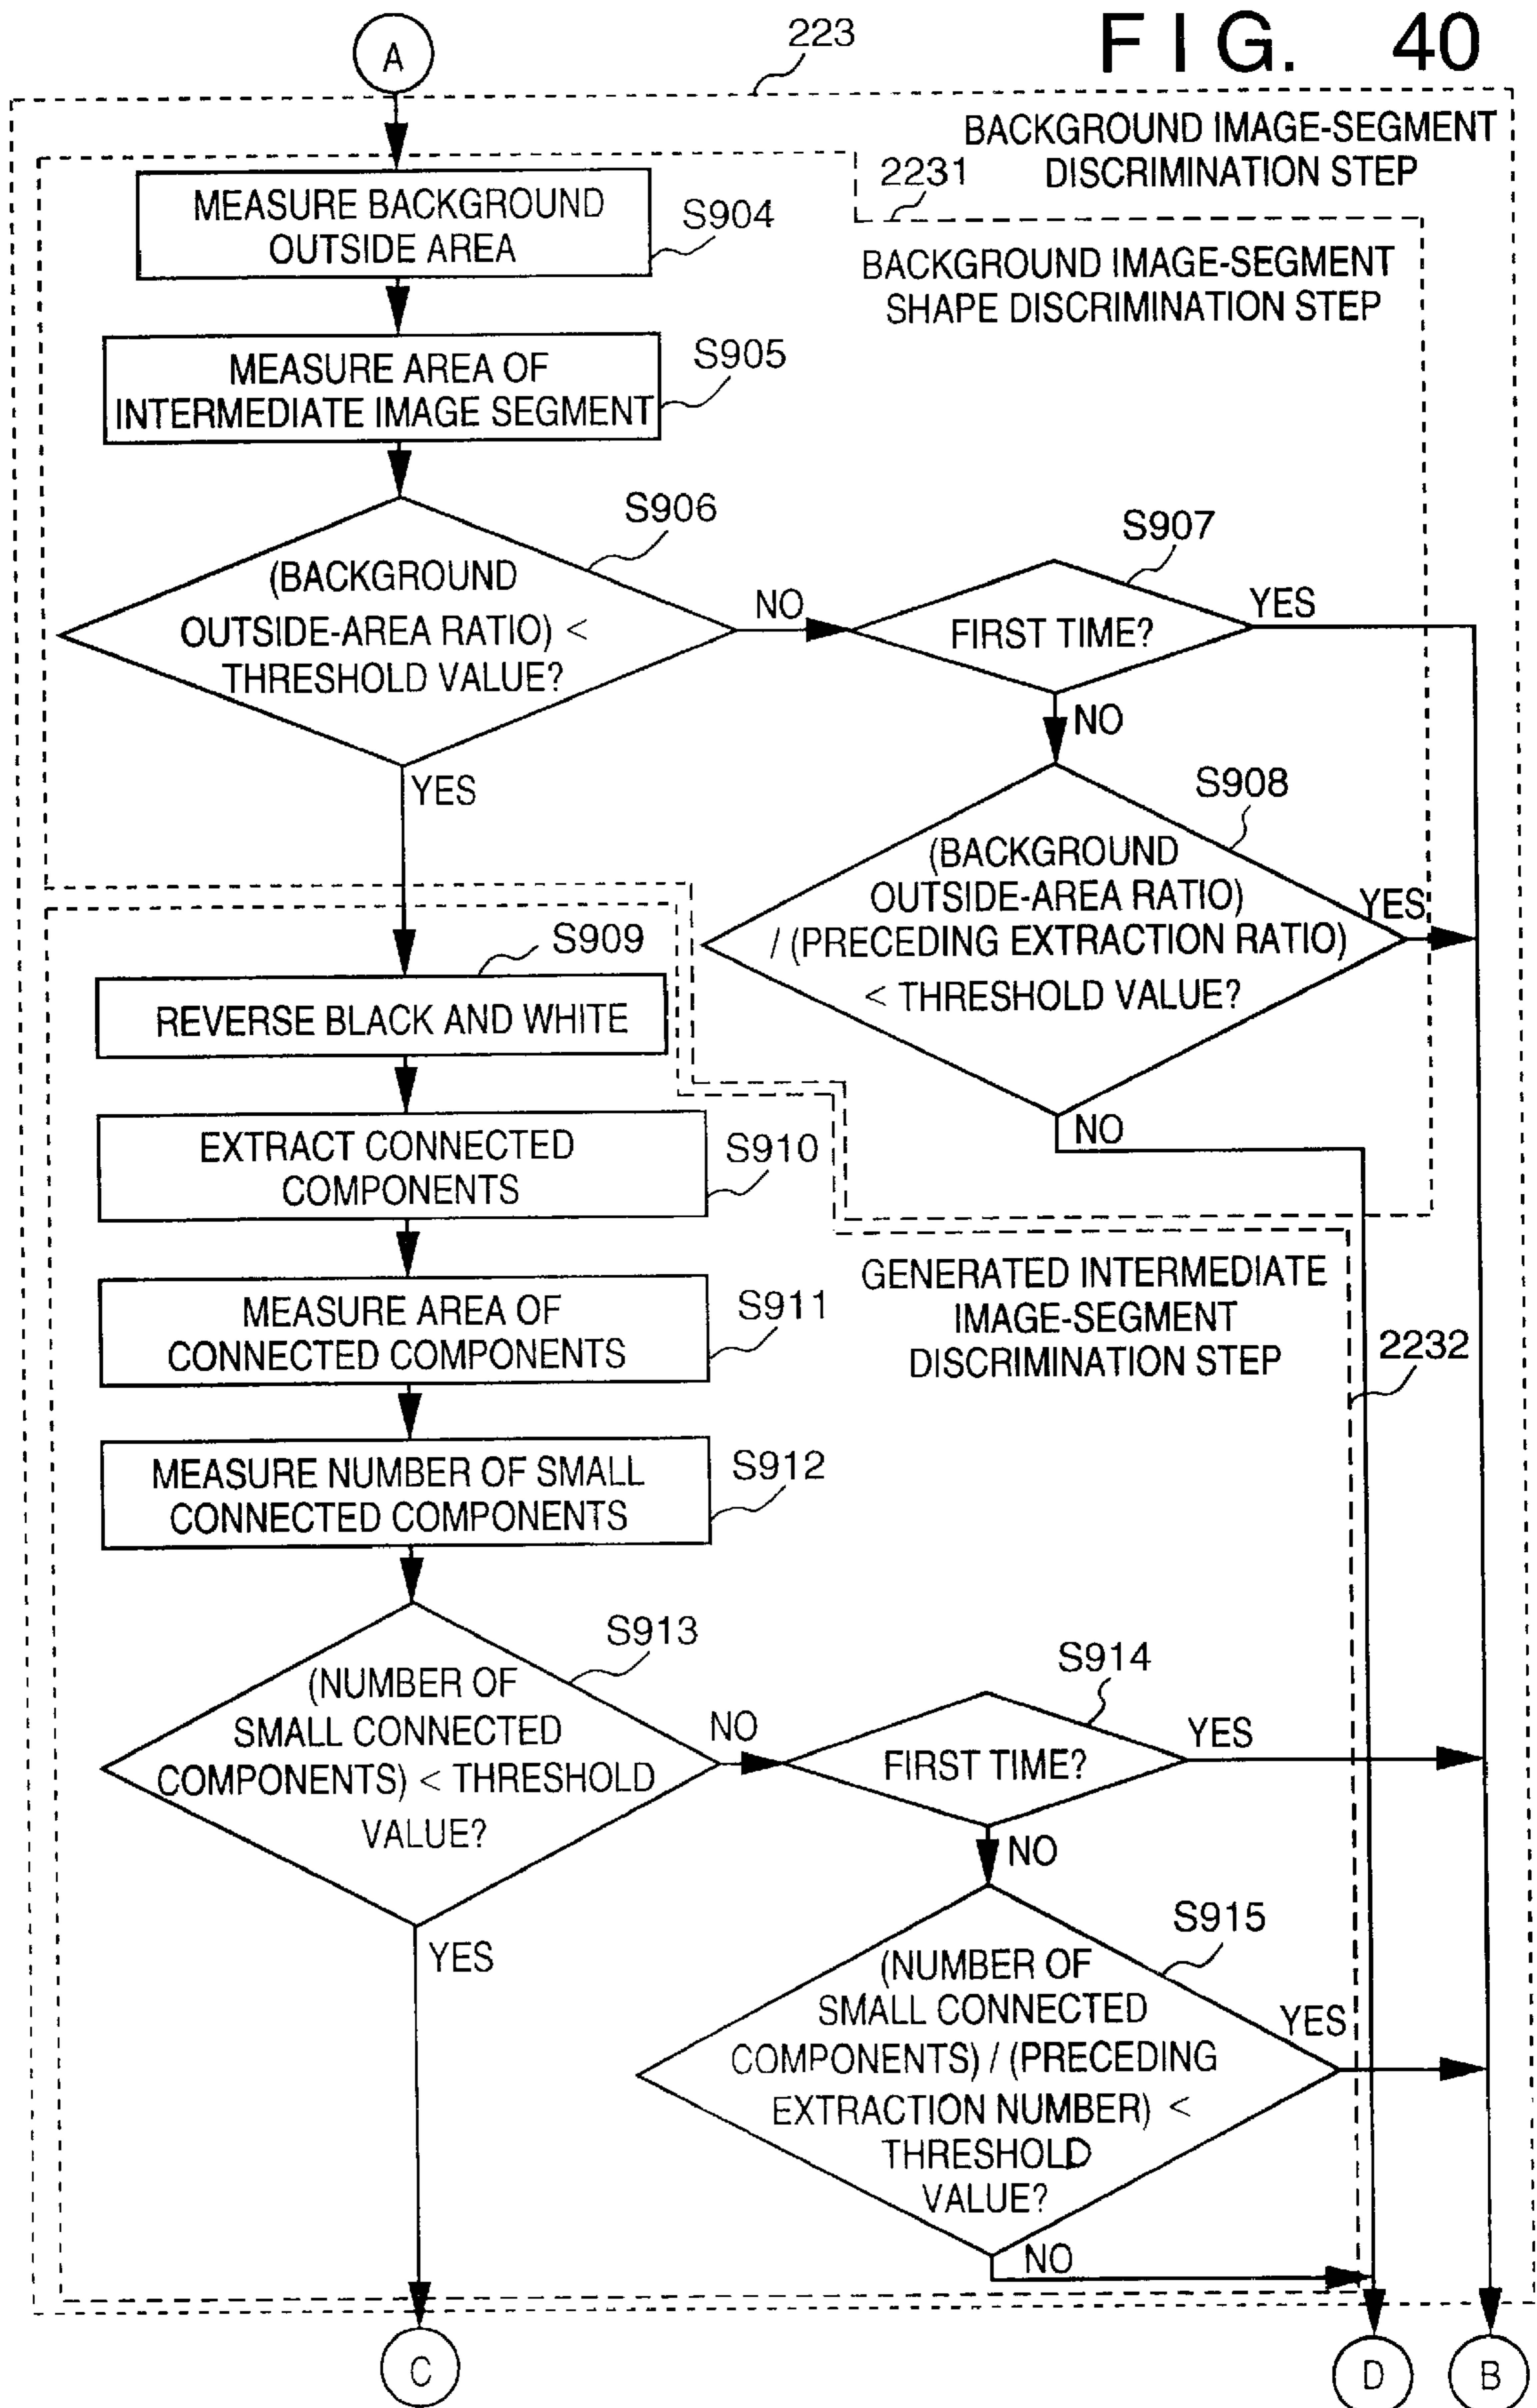 FIG. 40
A
223
BACKGROUND IMAGE-SEGMENT
DISCRIMINATION STEP
2231
BACKGROUND IMAGE-SEGMENT
SHAPE DISCRIMINATION STEP
MEASURE BACKGROUND
OUTSIDE AREA
S904
MEASURE AREA OF
INTERMEDIATE IMAGE SEGMENT
S905
S906
(BACKGROUND
OUTSIDE-AREA RATIO) <
THRESHOLD VALUE?
NO
YES
S907
FIRST TIME?
YES
NO
S908
(BACKGROUND
OUTSIDE-AREA RATIO)
/ (PRECEDING EXTRACTION RATIO)
< THRESHOLD VALUE?
YES
NO
S909
REVERSE BLACK AND WHITE
EXTRACT CONNECTED
COMPONENTS
S910
MEASURE AREA OF
CONNECTED COMPONENTS
S911
GENERATED INTERMEDIATE
IMAGE-SEGMENT
DISCRIMINATION STEP
2232
MEASURE NUMBER OF SMALL
CONNECTED COMPONENTS
S912
S913
(NUMBER OF
SMALL CONNECTED
COMPONENTS) < THRESHOLD
VALUE?
NO
YES
S914
FIRST TIME?
YES
NO
S915
(NUMBER OF
SMALL CONNECTED
COMPONENTS) / (PRECEDING
EXTRACTION NUMBER) <
THRESHOLD
VALUE?
YES
NO
C
D
B